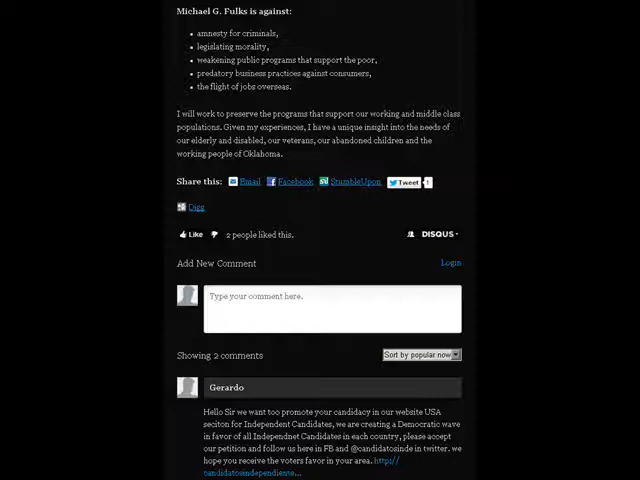 Michael G. Fulks is against:
amnesty for criminals,
legislating morality,
weakening public programs that support the poor,
predatory business practices against consumers,
the flight of jobs overseas.
I will work to preserve the programs that support our working and middle class
populations. Given my experiences, I have a unique insight into the needs of
our elderly and disabled, our veterans, our abandoned children and the
working people of Oklahoma.
Share this: Email Facebook StumbleUpon Tweet 1
Digg
Like 2 people liked this. DISQUS
Add New Comment Login
Type your comment here.
Showing 2 comments Sort by popular now
Gerardo
Hello Sir we want too promote your candidacy in our website USA
seciton for Independent Candidates, we are creating a Democratic wave
in favor of all Independnet Candidates in each country, please accept
our petition and follow us here in FB and @candidatosinde in twitter. we
hope you receive the voters favor in your area. http://
candidatosindependiente...